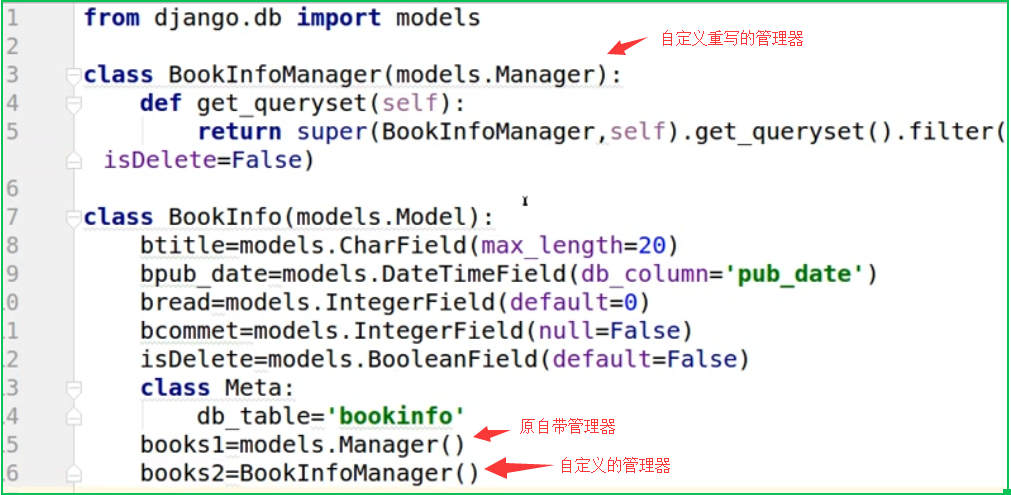 1 from django.db import models
2 自定义重写的管理器
3 class BookInfoManager(models.Manager):
4 def get_queryset(self):
5 return super(BookInfoManager,self).get_queryset().filter(
isDelete=False)
6
7 class BookInfo(models.Model):
8 btitle=models.CharField(max_length=20)
9 bpub_date=models.DateTimeField(db_column='pub_date')
0 bread=models.IntegerField(default=0)
1 bcommet=models.IntegerField(null=False)
2 isDelete=models.BooleanField(default=False)
3 class Meta:
4 db_table='bookinfo'
5 books1=models.Manager() 原自带管理器
6 books2=BookInfoManager() 自定义的管理器